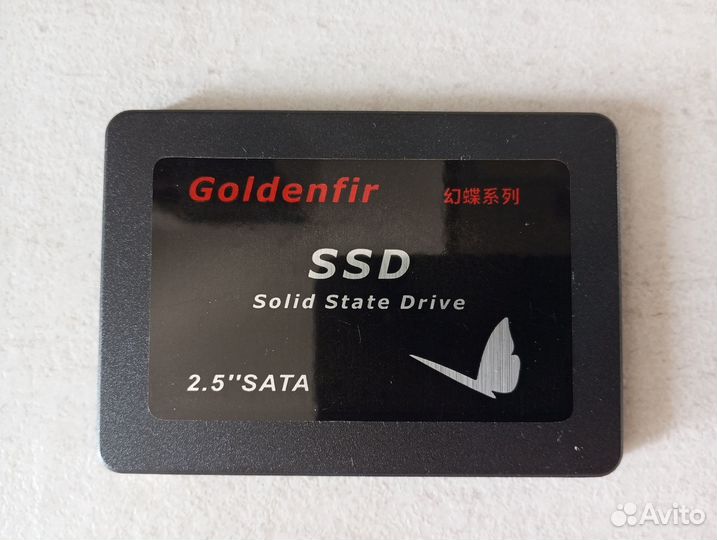 Goldenfir 幻蝶系列
SSD
Solid State Drive
2.5''SATA
Avito